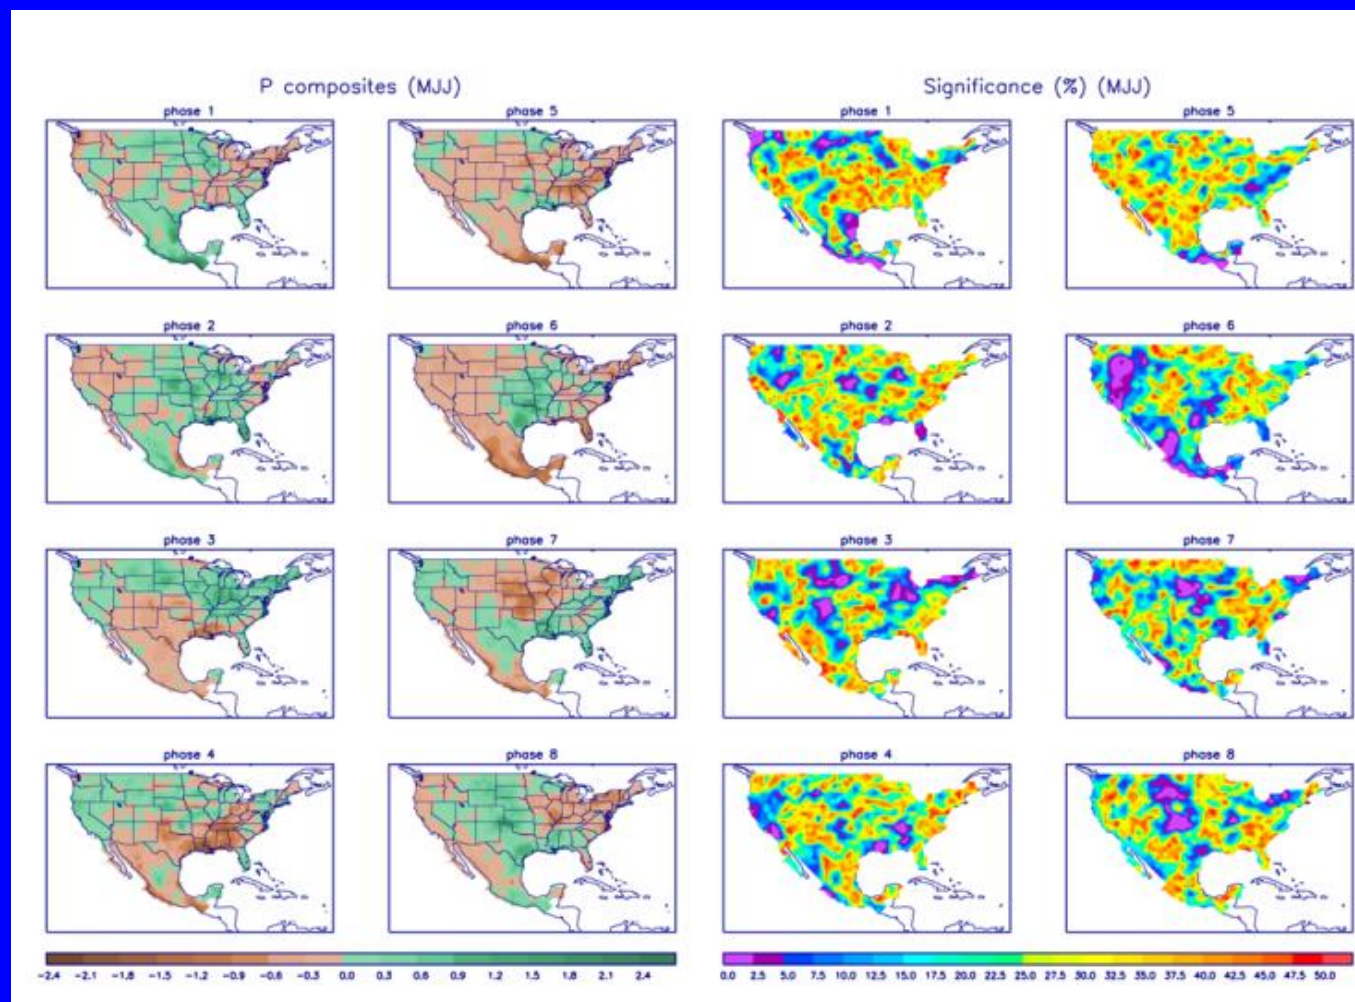 P composites (MJJ)
Significance (%) (MJJ)
phase 1
phase 5
phase 1
phase 5
phase 2
phase 6
phase 2
phase 6
phase 3
phase 7
phase 3
phase 7
phase 4
phase 8
phase 4
phase 8
-2.4 -2.1 -1.8 -1.5 -1.2 -0.9 -0.6 -0.3 0.0 0.3 0.6 0.9 1.2 1.5 1.8 2.1 2.4
0.0 2.5 5.0 7.5 10.0 12.5 15.0 17.5 20.0 22.5 25.0 27.5 30.0 32.5 35.0 37.5 40.0 42.5 45.0 47.5 50.0